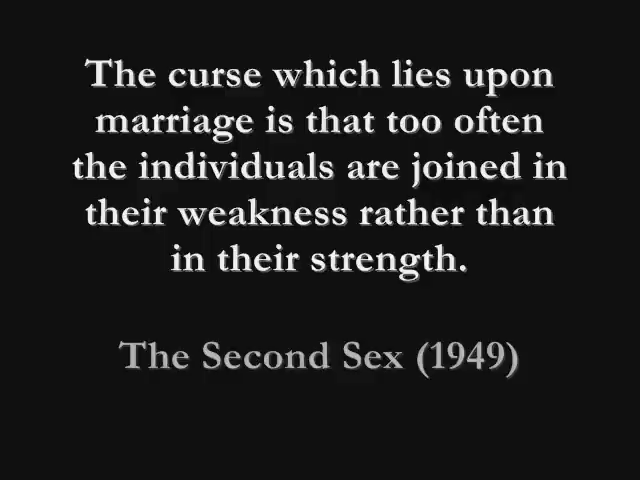 The curse which lies upon
marriage is that too often
the individuals are joined in
their weakness rather than
in their strength.
The Second Sex (1949)